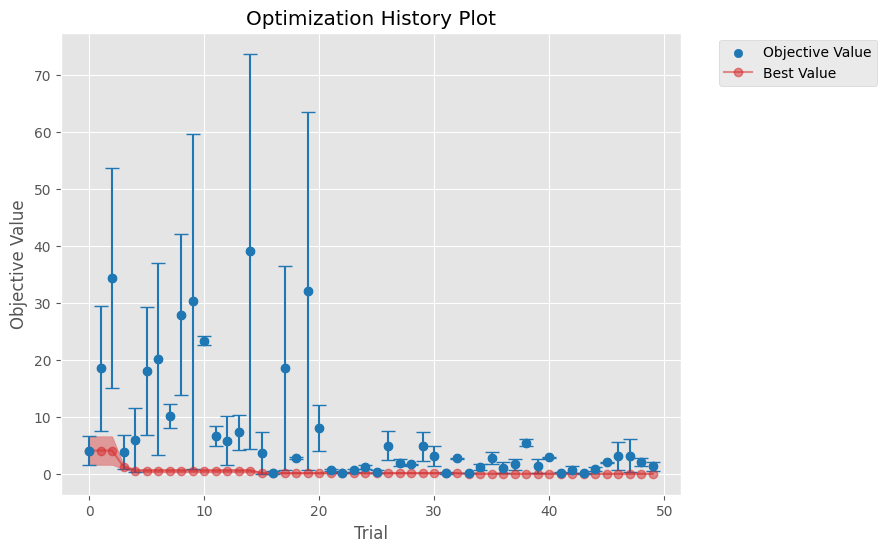 Optimization History Plot
Objective Value
Best Value
Objective Value
70
60
50
40
30
20
10
0
0 10 20 30 40 50
Trial